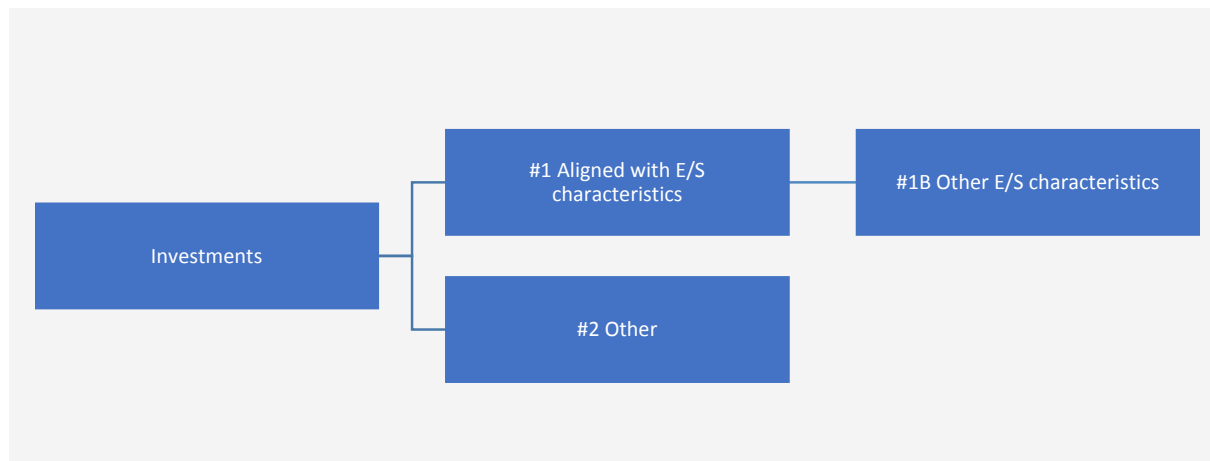 Investments
#1 Aligned with E/S
characteristics
#1B Other E/S characteristics
#2 Other